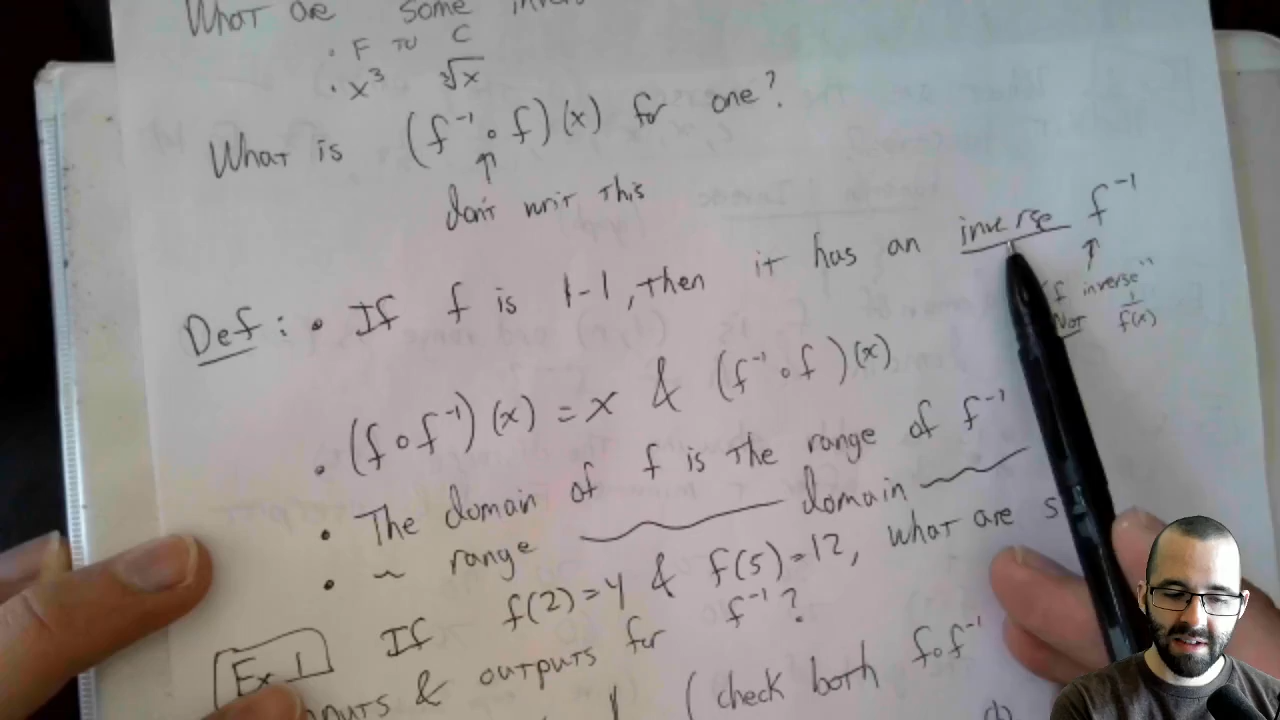 What are some
• F to C
• x³ ∛x
What is (f⁻¹ ∘ f)(x) for one?
↑
don't writ this
Def: • If f is 1-1, then it has an inverse f⁻¹
↑
"f inverse"
NOT 1/f(x)
• (f ∘ f⁻¹)(x) = x & (f⁻¹ ∘ f)(x)
• The domain of f is the range of f⁻¹
• ~ range ~ domain ~
Ex 1 If f(2)=4 & f(5)=12, what are
& outputs for f⁻¹?
(check both f∘f⁻¹